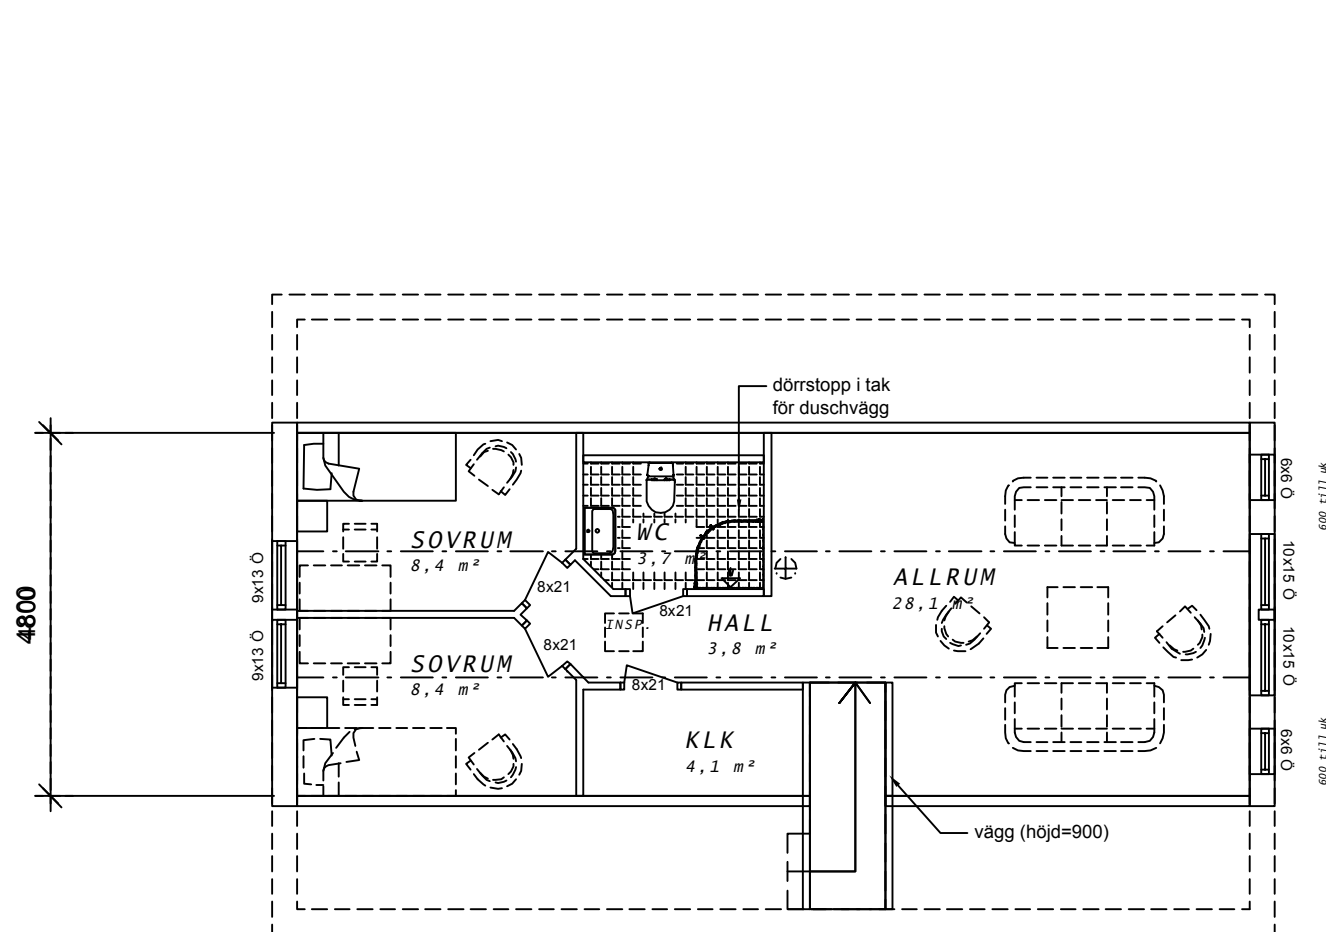 dörrstopp i tak
för duschvägg
6x6 Ö
600 till uk
SOVRUM
8,4 m²
WC
3,7 m²
9x13 Ö
8x21
10x15 Ö
ALLRUM
28,1 m²
4800
8x21
INSP.
HALL
3,8 m²
8x21
9x13 Ö
SOVRUM
8,4 m²
8x21
10x15 Ö
KLK
4,1 m²
6x6 Ö
600 till uk
vägg (höjd=900)